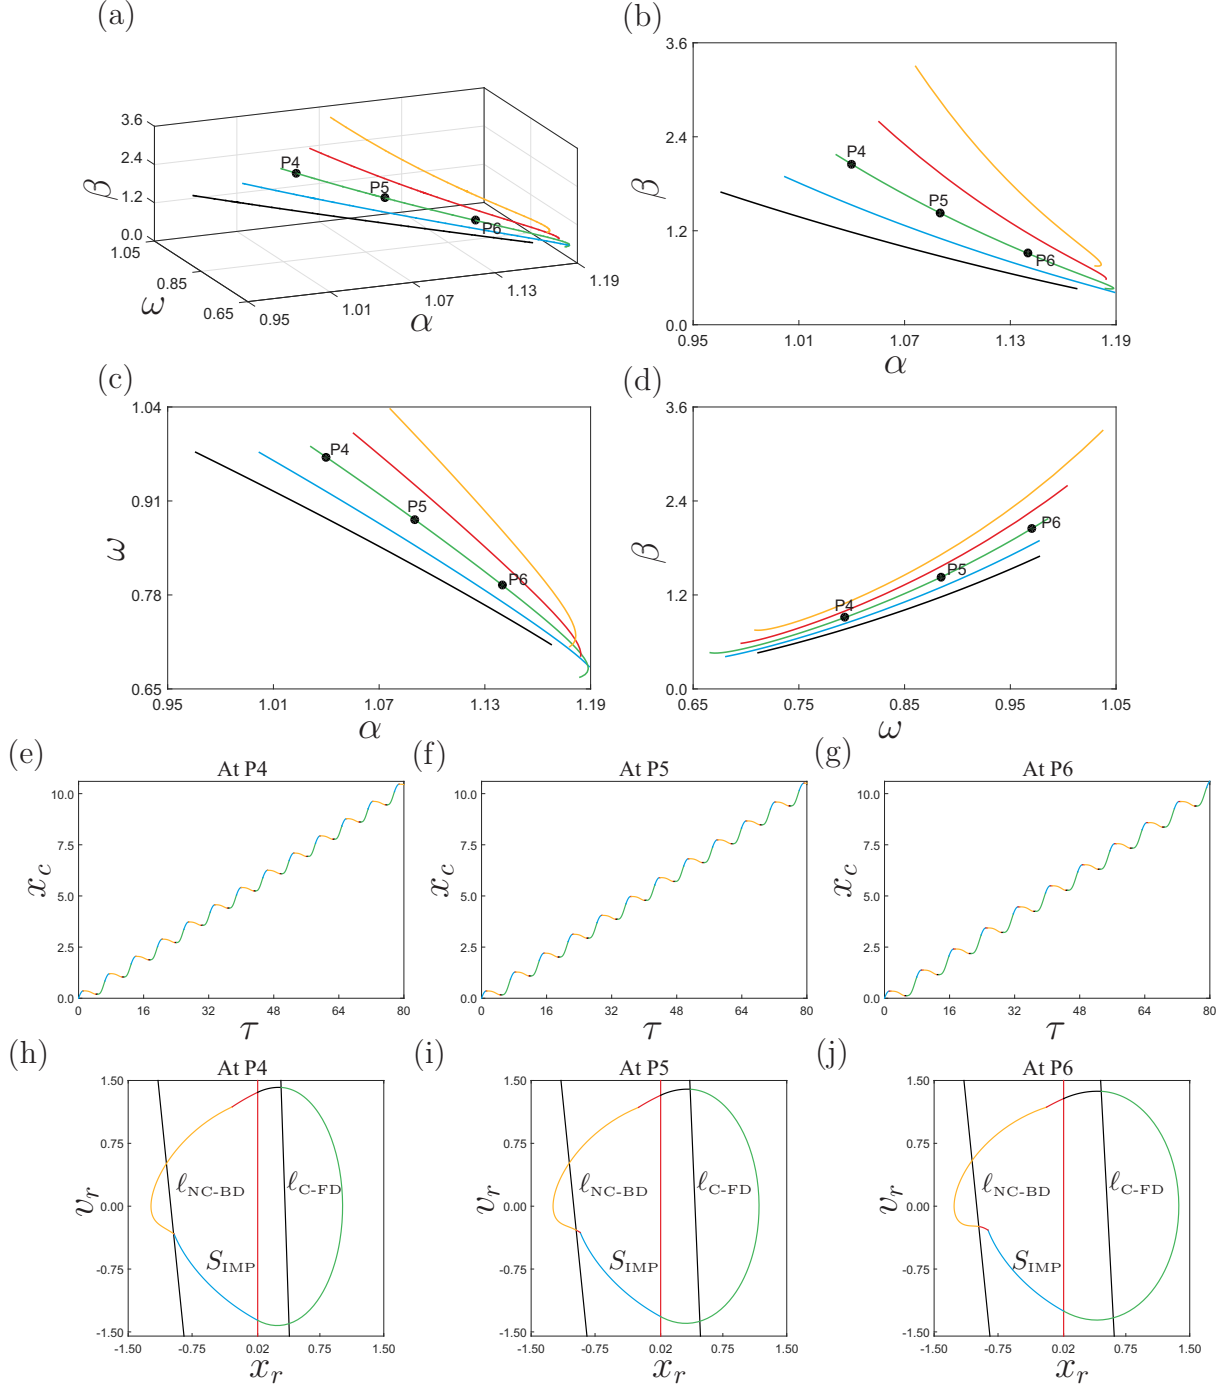 (a)
3.6
2.4
1.2
0.0
β
1.05
0.85
0.65
ω
0.95
1.01
1.07
1.13
1.19
α
P4
P5
P6
(b)
3.6
2.4
1.2
0.0
β
0.95
1.01
1.07
1.13
1.19
α
P4
P5
P6
(c)
1.04
0.91
0.78
0.65
ω
0.95
1.01
1.07
1.13
1.19
α
P4
P5
P6
(d)
3.6
2.4
1.2
0.0
β
0.65
0.75
0.85
0.95
1.05
ω
P6
P5
P4
(e)
At P4
10.0
7.5
5.0
2.5
0.0
x_c
0 16 32 48 64 80
τ
(f)
At P5
10.0
7.5
5.0
2.5
0.0
x_c
0 16 32 48 64 80
τ
(g)
At P6
10.0
7.5
5.0
2.5
0.0
x_c
0 16 32 48 64 80
τ
(h)
At P4
1.50
0.75
0.00
-0.75
-1.50
v_r
ℓ_NC-BD
ℓ_C-FD
S_IMP
-1.50 -0.75 0.02 0.75 1.50
x_r
(i)
At P5
1.50
0.75
0.00
-0.75
-1.50
v_r
ℓ_NC-BD
ℓ_C-FD
S_IMP
-1.50 -0.75 0.02 0.75 1.50
x_r
(j)
At P6
1.50
0.75
0.00
-0.75
-1.50
v_r
ℓ_NC-BD
ℓ_C-FD
S_IMP
-1.50 -0.75 0.02 0.75 1.50
x_r